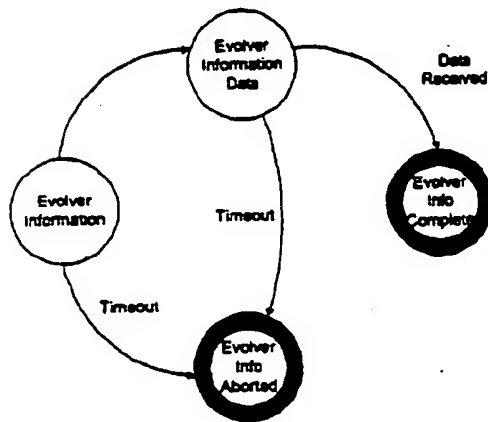 Evolver
Information
Data
Data
Received
Evolver
Info
Complete
Evolver
Information
Timeout
Timeout
Evolver
Info
Aborted